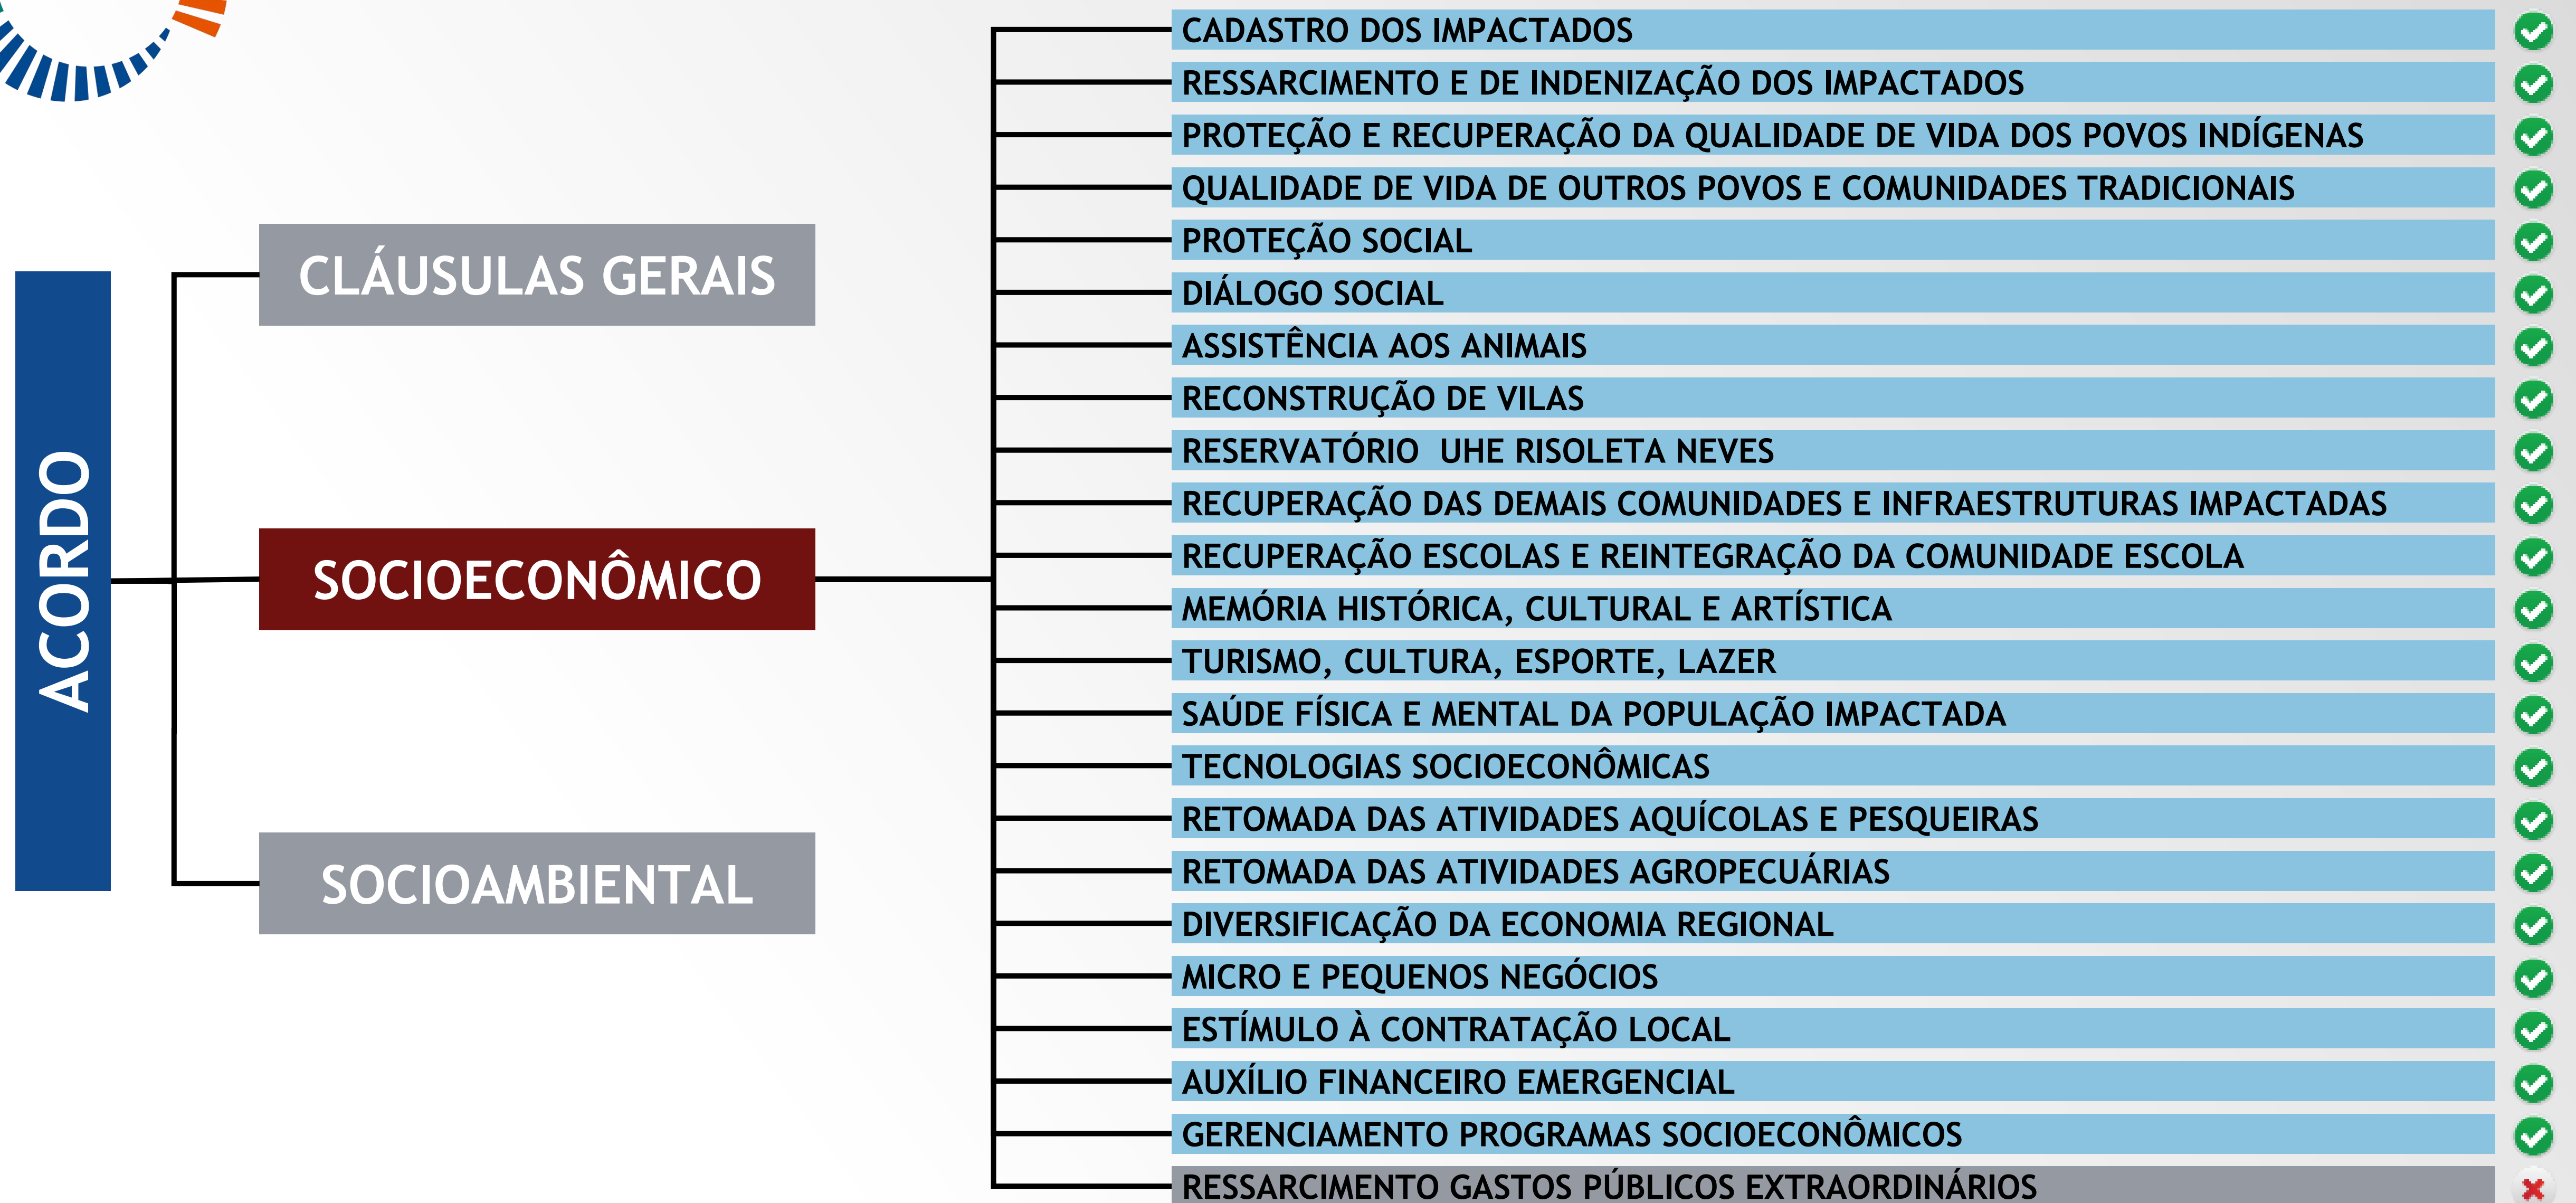 ACORDO
CLÁUSULAS GERAIS
SOCIOECONÔMICO
SOCIOAMBIENTAL
CADASTRO DOS IMPACTADOS
RESSARCIMENTO E DE INDENIZAÇÃO DOS IMPACTADOS
PROTEÇÃO E RECUPERAÇÃO DA QUALIDADE DE VIDA DOS POVOS INDÍGENAS
QUALIDADE DE VIDA DE OUTROS POVOS E COMUNIDADES TRADICIONAIS
PROTEÇÃO SOCIAL
DIÁLOGO SOCIAL
ASSISTÊNCIA AOS ANIMAIS
RECONSTRUÇÃO DE VILAS
RESERVATÓRIO UHE RISOLETA NEVES
RECUPERAÇÃO DAS DEMAIS COMUNIDADES E INFRAESTRUTURAS IMPACTADAS
RECUPERAÇÃO ESCOLAS E REINTEGRAÇÃO DA COMUNIDADE ESCOLA
MEMÓRIA HISTÓRICA, CULTURAL E ARTÍSTICA
TURISMO, CULTURA, ESPORTE, LAZER
SAÚDE FÍSICA E MENTAL DA POPULAÇÃO IMPACTADA
TECNOLOGIAS SOCIOECONÔMICAS
RETOMADA DAS ATIVIDADES AQUÍCOLAS E PESQUEIRAS
RETOMADA DAS ATIVIDADES AGROPECUÁRIAS
DIVERSIFICAÇÃO DA ECONOMIA REGIONAL
MICRO E PEQUENOS NEGÓCIOS
ESTÍMULO À CONTRATAÇÃO LOCAL
AUXÍLIO FINANCEIRO EMERGENCIAL
GERENCIAMENTO PROGRAMAS SOCIOECONÔMICOS
RESSARCIMENTO GASTOS PÚBLICOS EXTRAORDINÁRIOS